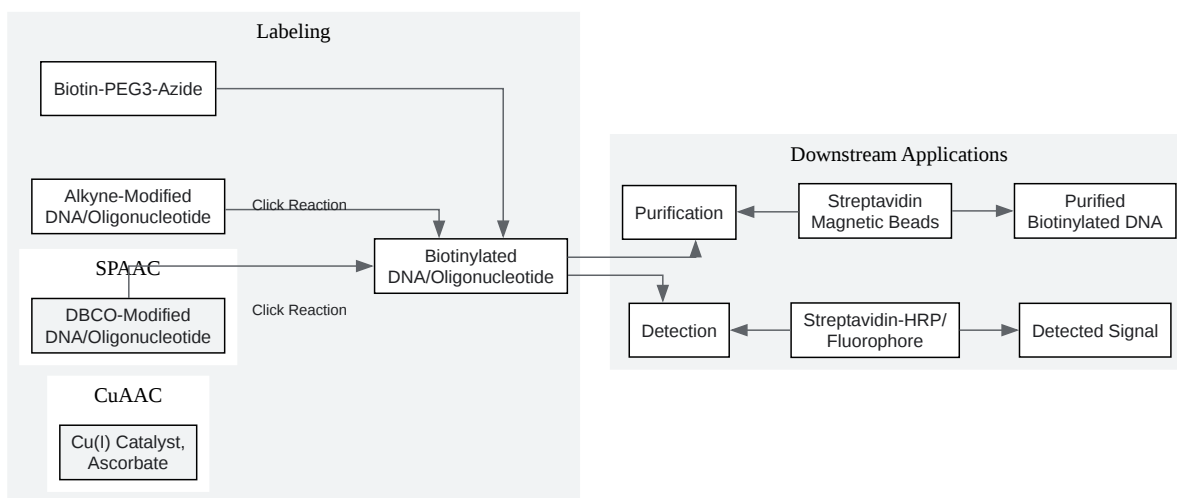 Labeling
Biotin-PEG3-Azide
Alkyne-Modified
DNA/Oligonucleotide
Click Reaction
SPAAC
DBCO-Modified
DNA/Oligonucleotide
Click Reaction
CuAAC
Cu(I) Catalyst,
Ascorbate
Biotinylated
DNA/Oligonucleotide
Downstream Applications
Purification
Streptavidin
Magnetic Beads
Purified
Biotinylated DNA
Detection
Streptavidin-HRP/
Fluorophore
Detected Signal